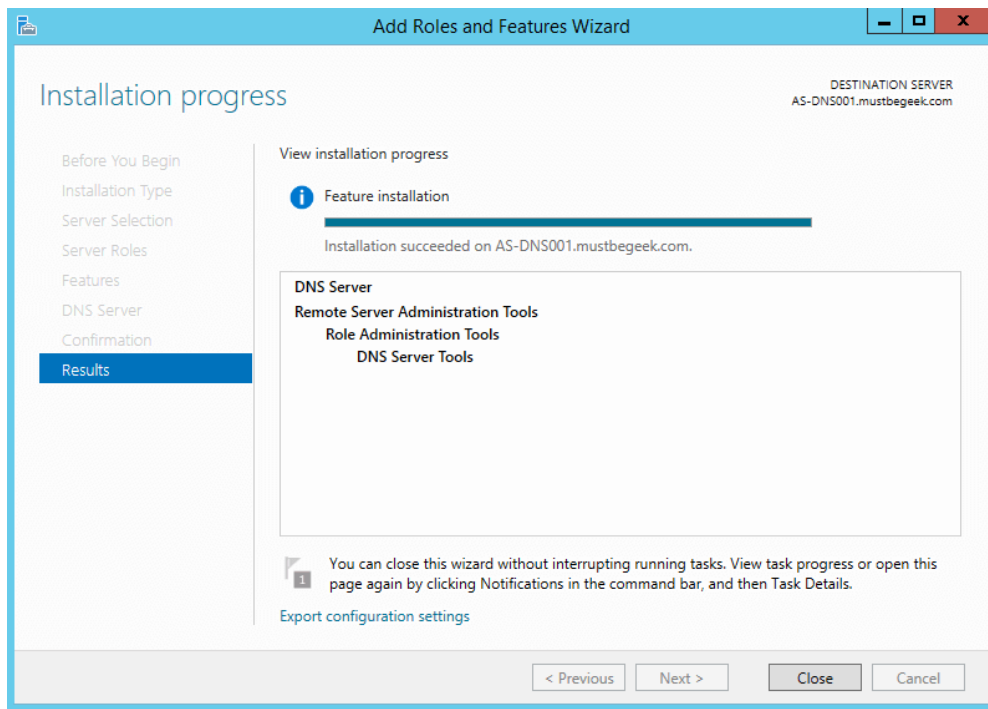 Add Roles and Features Wizard
Installation progress
DESTINATION SERVER
AS-DNS001.mustbegeek.com
Before You Begin
Installation Type
Server Selection
Server Roles
Features
DNS Server
Confirmation
Results
View installation progress
Feature installation
Installation succeeded on AS-DNS001.mustbegeek.com.
DNS Server
Remote Server Administration Tools
Role Administration Tools
DNS Server Tools
1
You can close this wizard without interrupting running tasks. View task progress or open this
page again by clicking Notifications in the command bar, and then Task Details.
Export configuration settings
< Previous
Next >
Close
Cancel